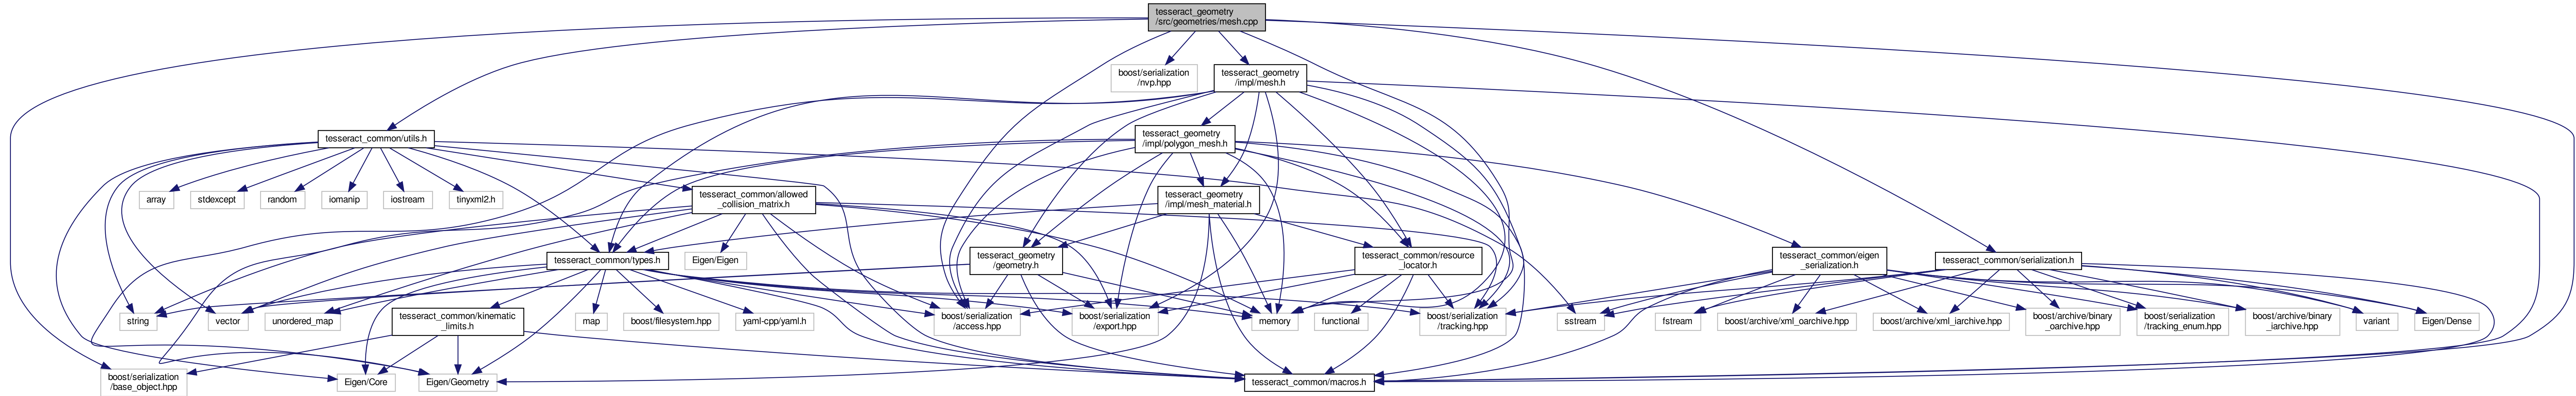 tesseract_geometry
/src/geometries/mesh.cpp
boost/serialization
/nvp.hpp
tesseract_geometry
/impl/mesh.h
tesseract_common/utils.h
tesseract_geometry
/impl/polygon_mesh.h
array
stdexcept
random
iomanip
iostream
tinyxml2.h
tesseract_common/allowed
_collision_matrix.h
tesseract_geometry
/impl/mesh_material.h
tesseract_common/types.h
Eigen/Eigen
tesseract_geometry
/geometry.h
tesseract_common/resource
_locator.h
tesseract_common/eigen
_serialization.h
tesseract_common/serialization.h
string
vector
unordered_map
tesseract_common/kinematic
_limits.h
map
boost/filesystem.hpp
yaml-cpp/yaml.h
boost/serialization
/access.hpp
boost/serialization
/export.hpp
memory
functional
boost/serialization
/tracking.hpp
sstream
fstream
boost/archive/xml_oarchive.hpp
boost/archive/xml_iarchive.hpp
boost/archive/binary
_oarchive.hpp
boost/serialization
/tracking_enum.hpp
boost/archive/binary
_iarchive.hpp
variant
Eigen/Dense
boost/serialization
/base_object.hpp
Eigen/Core
Eigen/Geometry
tesseract_common/macros.h